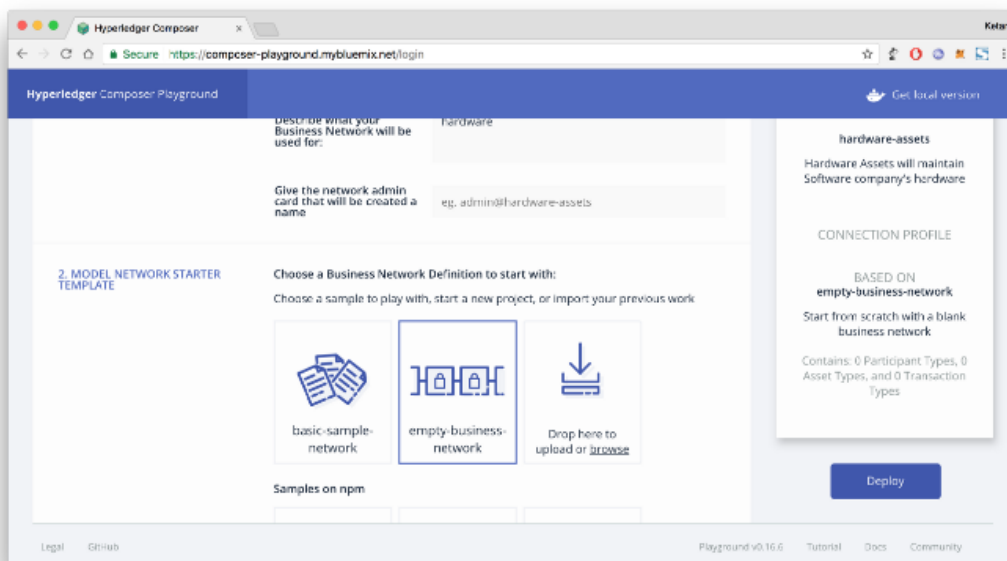 Hyperledger Composer
Ketan
Secure https://composer-playground.mybluemix.net/login
Hyperledger Composer Playground
Get local version
Describe what your
Business Network will be
used for:
hardware
Give the network admin
card that will be created a
name
eg. admin@hardware-assets
2. MODEL NETWORK STARTER
TEMPLATE
Choose a Business Network Definition to start with:
Choose a sample to play with, start a new project, or import your previous work
basic-sample-
network
empty-business-
network
Drop here to
upload or browse
Samples on npm
hardware-assets
Hardware Assets will maintain
Software company's hardware
CONNECTION PROFILE
BASED ON
empty-business-network
Start from scratch with a blank
business network
Contains: 0 Participant Types, 0
Asset Types, and 0 Transaction
Types
Deploy
Legal GitHub
Playground v0.16.6 Tutorial Docs Community